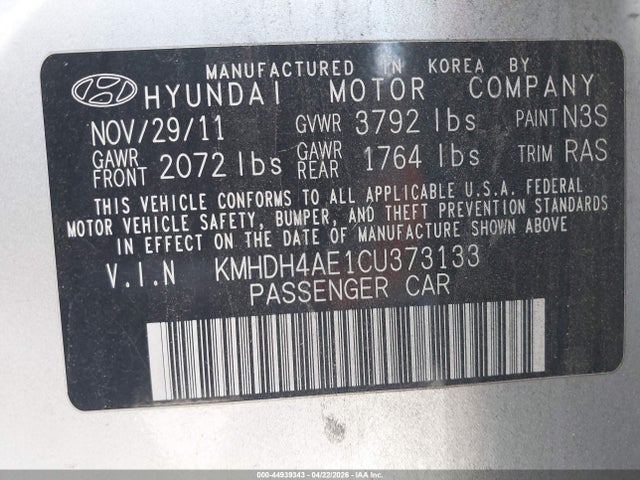 MANUFACTURED IN KOREA BY
HYUNDAI MOTOR COMPANY
NOV/29/11 GVWR 3792 lbs PAINT N3S
GAWR FRONT 2072 lbs GAWR REAR 1764 lbs TRIM RAS
THIS VEHICLE CONFORMS TO ALL APPLICABLE U.S.A. FEDERAL
MOTOR VEHICLE SAFETY, BUMPER, AND THEFT PREVENTION STANDARDS
IN EFFECT ON THE DATE OF MANUFACTURE SHOWN ABOVE
V.I.N KMHDH4AE1CU373133
PASSENGER CAR
000-44939343 - 04/22/2026 - IAA Inc